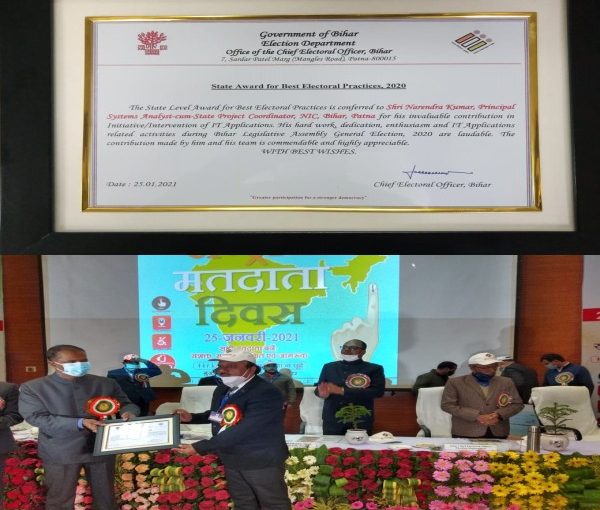 Government of Bihar
Election Department
Office of the Chief Electoral Officer, Bihar
7, Sardar Patel Marg (Mangles Road), Patna-800015
State Award for Best Electoral Practices, 2020
The State Level Award for Best Electoral Practices is conferred to Shri Narendra Kumar, Principal
Systems Analyst-cum-State Project Coordinator, NIC, Bihar, Patna for his invaluable contribution in
Initiative/Intervention of IT Applications. His hard work, dedication, enthusiasm and IT Applications
related activities during Bihar Legislative Assembly General Election, 2020 are laudable. The
contribution made by him and his team is commendable and highly appreciable.
WITH BEST WISHES.
Date : 25.01.2021
Chief Electoral Officer, Bihar
"Greater participation for a stronger democracy"
मतदाता
दिवस
25-जनवरी-2021